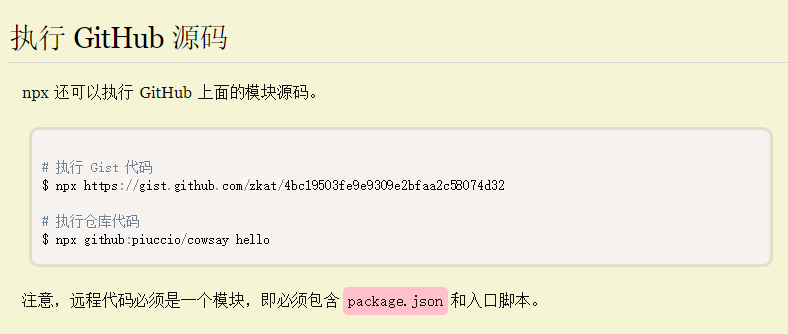 执行 GitHub 源码
npx 还可以执行 GitHub 上面的模块源码。
# 执行 Gist 代码
$ npx https://gist.github.com/zkat/4bc19503fe9e9309e2bfaa2c58074d32
# 执行仓库代码
$ npx github:piuccio/cowsay hello
注意，远程代码必须是一个模块，即必须包含 package.json 和入口脚本。